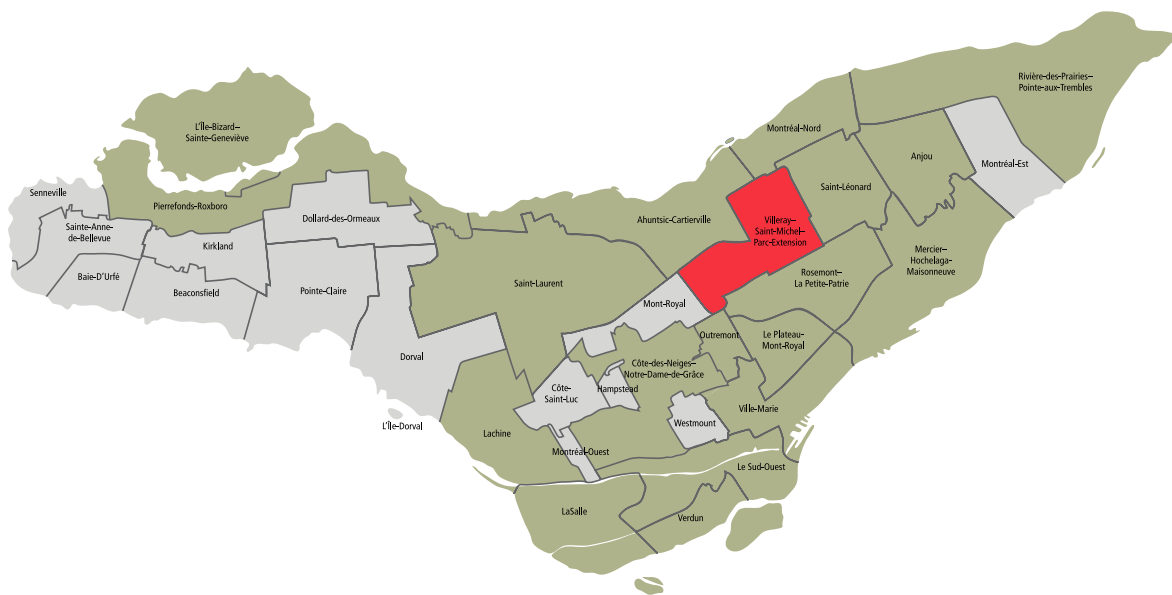 Rivière-des-Prairies–
Pointe-aux-Trembles
L'Île-Bizard–
Sainte-Geneviève
Montréal-Nord
Anjou
Montréal-Est
Saint-Léonard
Senneville
Pierrefonds-Roxboro
Dollard-des-Ormeaux
Ahuntsic-Cartierville
Villeray–
Saint-Michel–
Parc-Extension
Sainte-Anne-
de-Bellevue
Kirkland
Mercier–
Hochelaga-
Maisonneuve
Baie-D'Urfé
Beaconsfield
Pointe-Claire
Saint-Laurent
Rosemont–
La Petite-Patrie
Mont-Royal
Dorval
Outremont
Le Plateau-
Mont-Royal
Côte-des-Neiges–
Notre-Dame-de-Grâce
Côte-
Saint-Luc
Hampstead
Ville-Marie
L'Île-Dorval
Lachine
Westmount
Montréal-Ouest
Le Sud-Ouest
LaSalle
Verdun